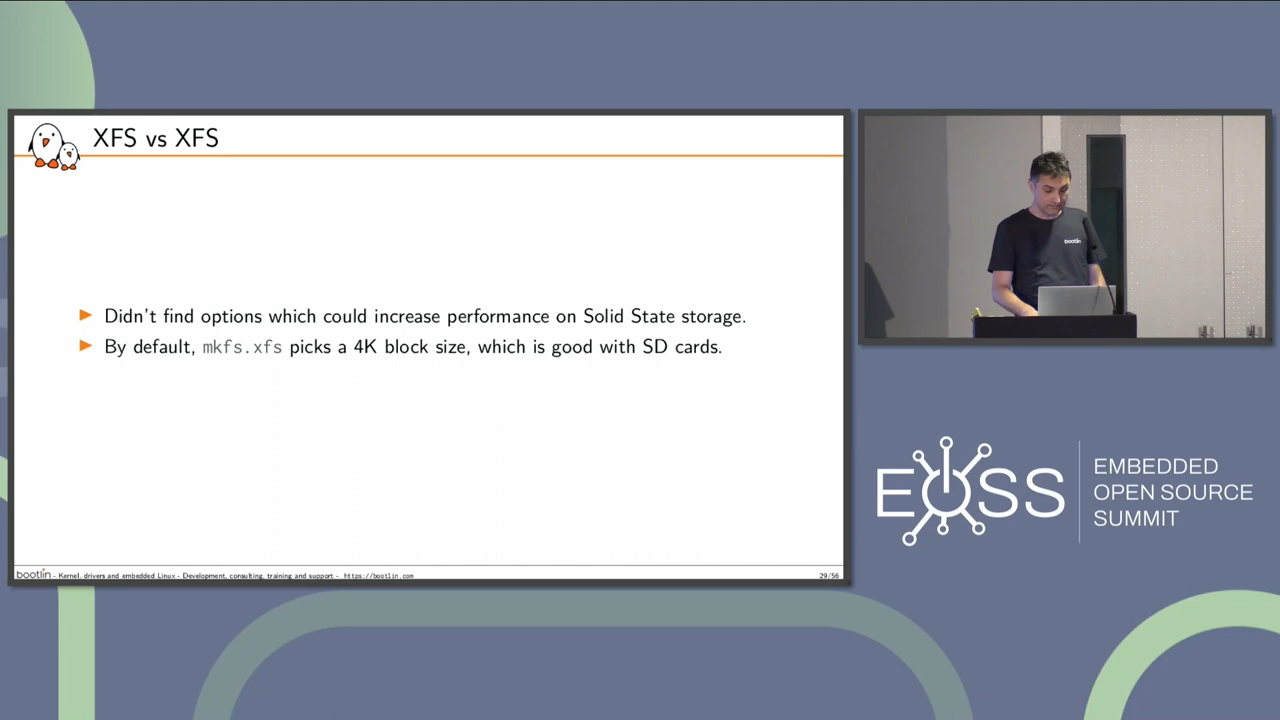 XFS vs XFS
Didn't find options which could increase performance on Solid State storage.
By default, mkfs.xfs picks a 4K block size, which is good with SD cards.
bootlin - Kernel, drivers and embedded Linux - Development, consulting, training and support - https://bootlin.com
29/56
bootlin
EOSS
EMBEDDED
OPEN SOURCE
SUMMIT